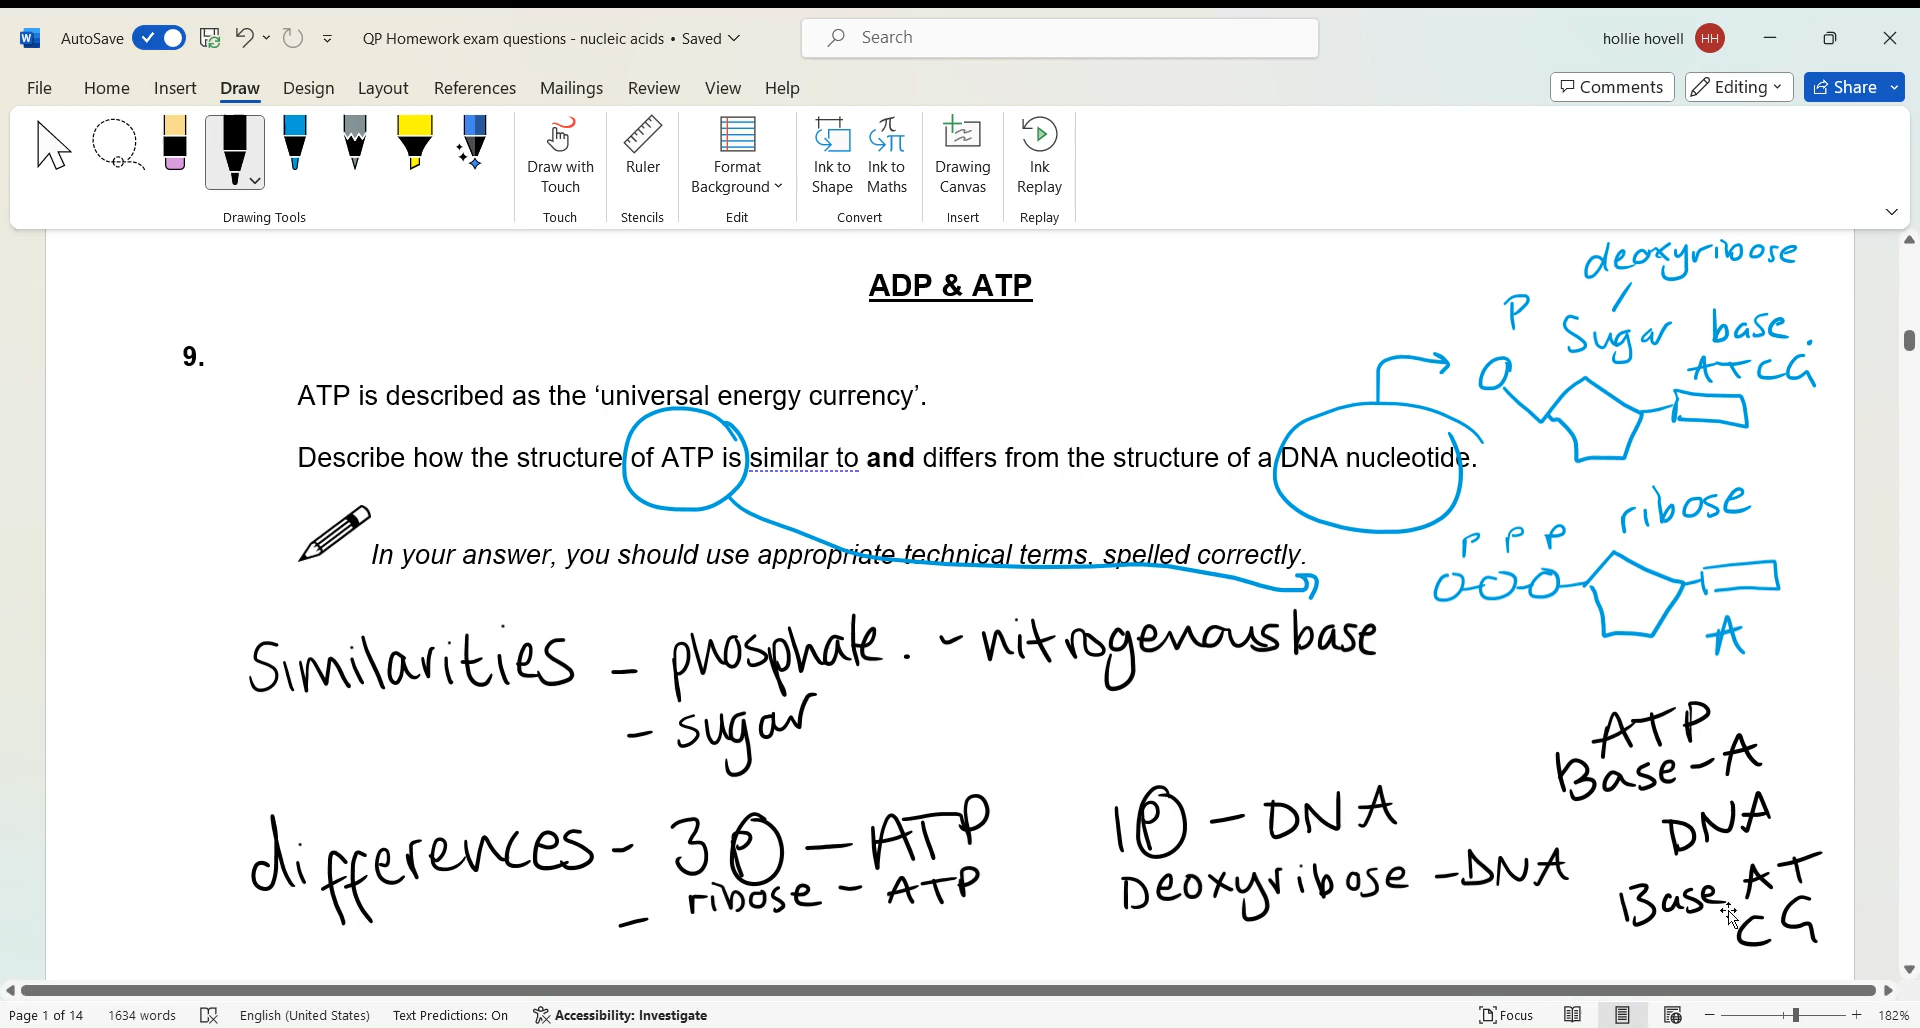 AutoSave QP Homework exam questions - nucleic acids • Saved Search hollie hovell HH
File Home Insert Draw Design Layout References Mailings Review View Help Comments Editing Share
Draw with Touch Ruler Format Background Ink to Shape Ink to Maths Drawing Canvas Ink Replay
Drawing Tools Touch Stencils Edit Convert Insert Replay
deoxyribose
ADP & ATP
P Sugar base.
ATCG
9.
ATP is described as the ‘universal energy currency’.
Describe how the structure of ATP is similar to and differs from the structure of a DNA nucleotide.
ribose
P P P
In your answer, you should use appropriate technical terms, spelled correctly.
A
Similarities - phosphate. - nitrogenous base
- sugar
ATP
Base - A
differences - 3 P - ATP 1 P - DNA
DNA
- ribose - ATP Deoxyribose - DNA
Base A T
C G
Page 1 of 14 1634 words English (United States) Text Predictions: On Accessibility: Investigate Focus 182%